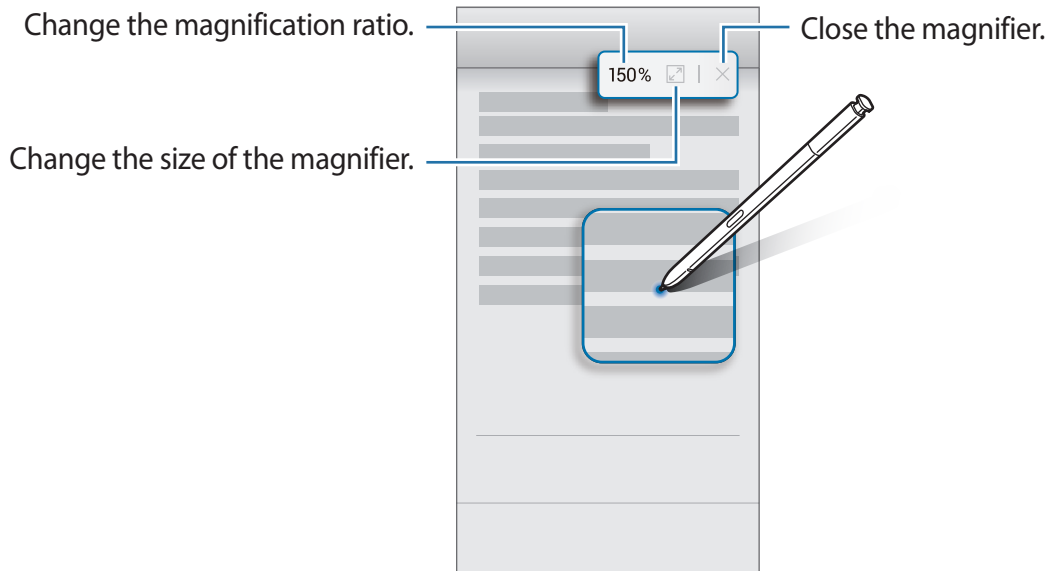 Change the magnification ratio.
Close the magnifier.
150%
Change the size of the magnifier.